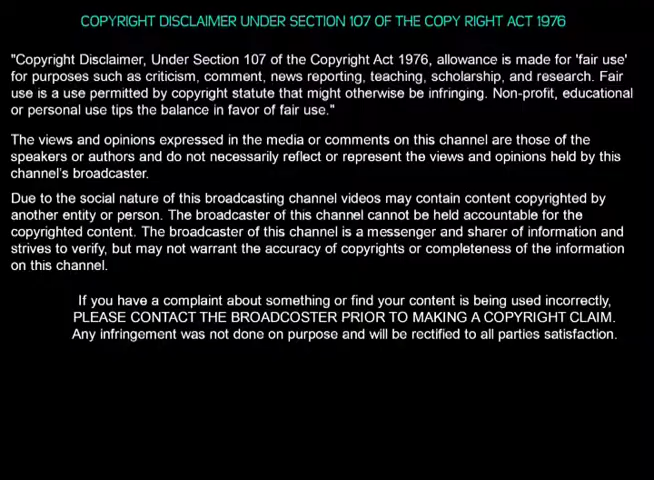 COPYRIGHT DISCLAIMER UNDER SECTION 107 OF THE COPY RIGHT ACT 1976
"Copyright Disclaimer, Under Section 107 of the Copyright Act 1976, allowance is made for 'fair use'
for purposes such as criticism, comment, news reporting, teaching, scholarship, and research. Fair
use is a use permitted by copyright statute that might otherwise be infringing. Non-profit, educational
or personal use tips the balance in favor of fair use."
The views and opinions expressed in the media or comments on this channel are those of the
speakers or authors and do not necessarily reflect or represent the views and opinions held by this
channel's broadcaster.
Due to the social nature of this broadcasting channel videos may contain content copyrighted by
another entity or person. The broadcaster of this channel cannot be held accountable for the
copyrighted content. The broadcaster of this channel is a messenger and sharer of information and
strives to verify, but may not warrant the accuracy of copyrights or completeness of the information
on this channel.
If you have a complaint about something or find your content is being used incorrectly,
PLEASE CONTACT THE BROADCOSTER PRIOR TO MAKING A COPYRIGHT CLAIM.
Any infringement was not done on purpose and will be rectified to all parties satisfaction.